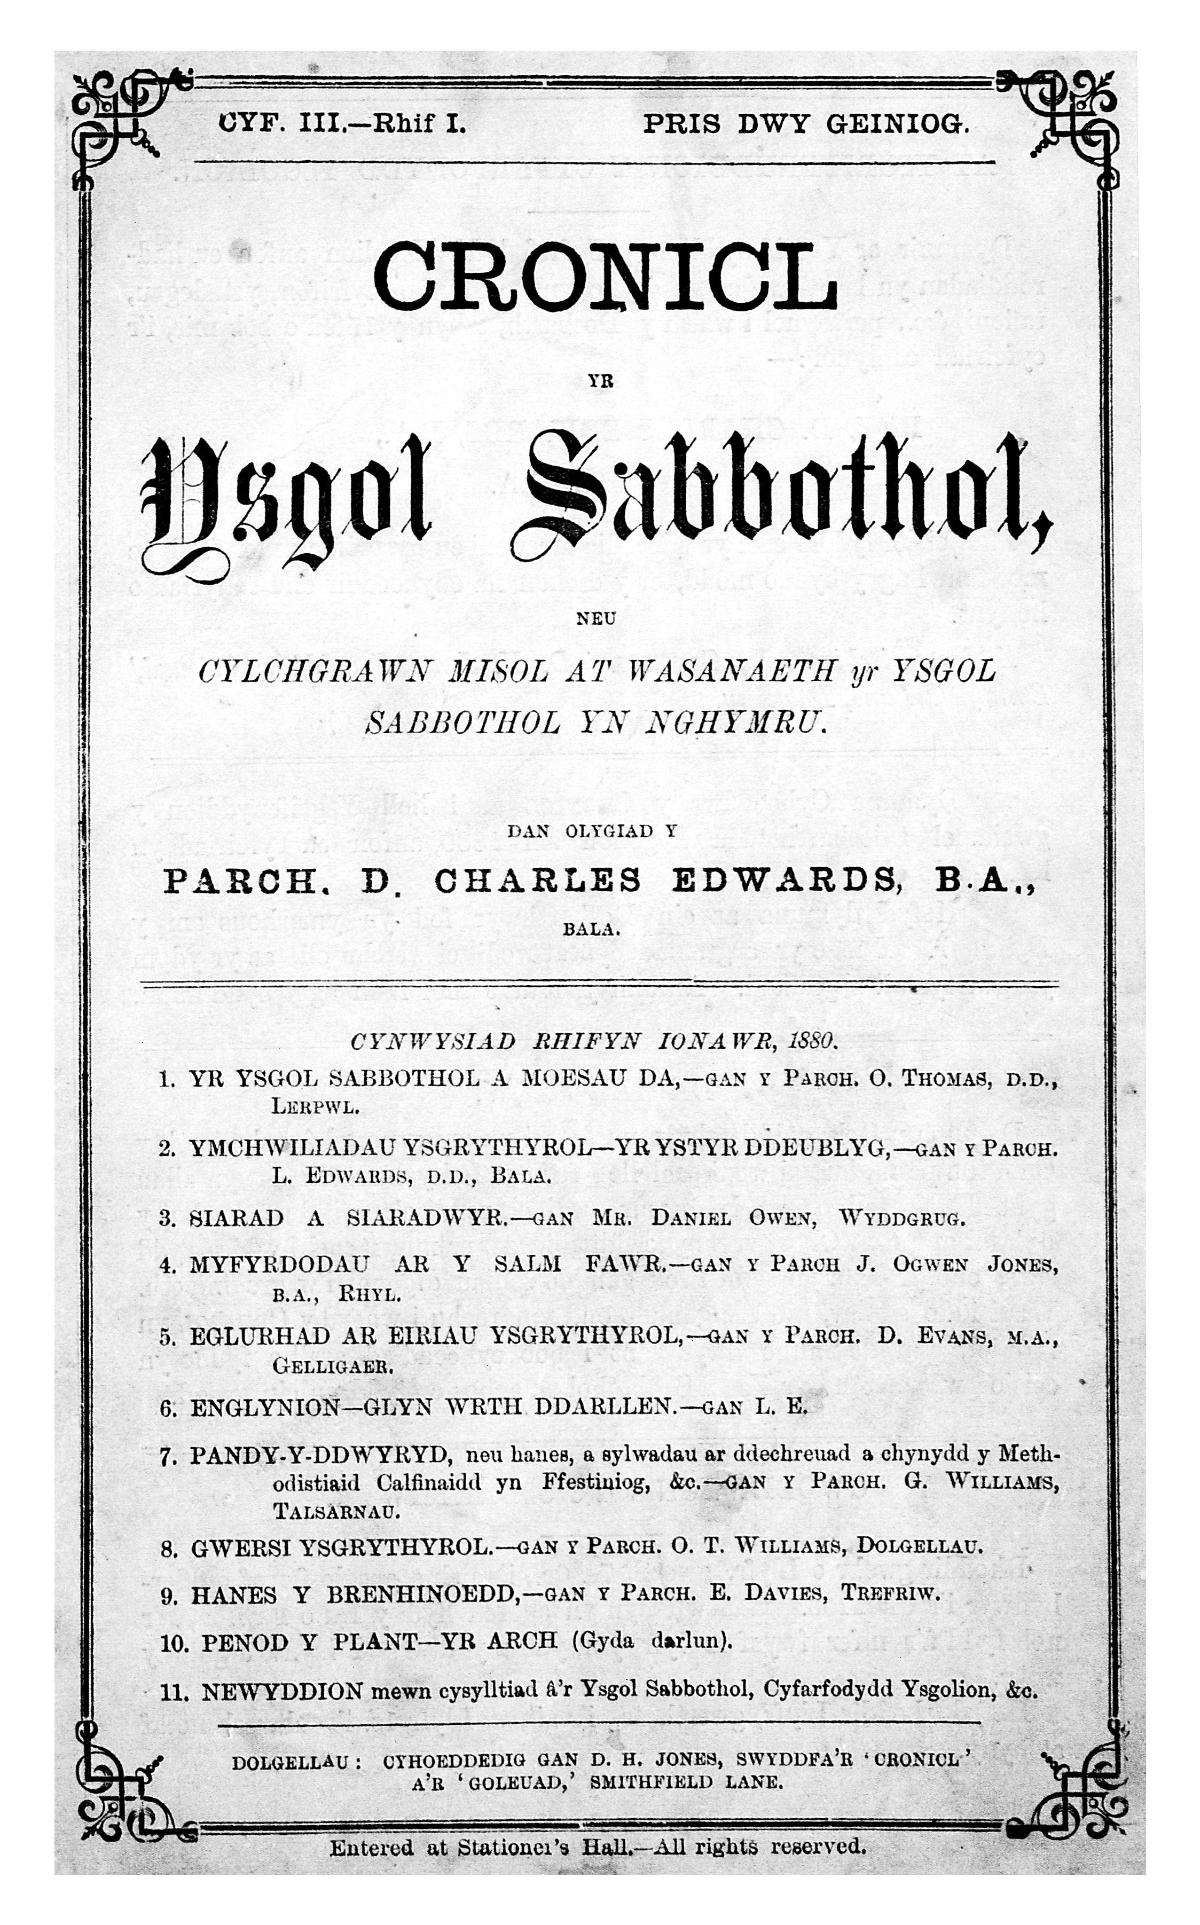 CYF. III.—Rhif I. PRIS DWY GEINIOG.
CRONICL
YR
Ysgol Sabbothol,
NEU
CYLCHGRAWN MISOL AT WASANAETH yr YSGOL
SABBOTHOL YN NGHYMRU.
DAN OLYGIAD Y
PARCH. D. CHARLES EDWARDS, B.A.,
BALA.
CYNWYSIAD RHIFYN IONAWR, 1880.
1. YR YSGOL SABBOTHOL A MOESAU DA,—GAN Y PARCH. O. THOMAS, D.D.,
LERPWL.
2. YMCHWILIADAU YSGRYTHYROL—YR YSTYR DDEUBLYG,—GAN Y PARCH.
L. EDWARDS, D.D., BALA.
3. SIARAD A SIARADWYR.—GAN MR. DANIEL OWEN, WYDDGRUG.
4. MYFYRDODAU AR Y SALM FAWR.—GAN Y PARCH J. OGWEN JONES,
B.A., RHYL.
5. EGLURHAD AR EIRIAU YSGRYTHYROL,—GAN Y PARCH. D. EVANS, M.A.,
GELLIGAER.
6. ENGLYNION—GLYN WRTH DDARLLEN.—GAN L. E.
7. PANDY-Y-DDWYRYD, neu hanes, a sylwadau ar ddechreuad a chynydd y Meth-
odistiaid Calfinaidd yn Ffestiniog, &c.—GAN Y PARCH. G. WILLIAMS,
TALSARNAU.
8. GWERSI YSGRYTHYROL.—GAN Y PARCH. O. T. WILLIAMS, DOLGELLAU.
9. HANES Y BRENHINOEDD,—GAN Y PARCH. E. DAVIES, TREFRIW.
10. PENOD Y PLANT—YR ARCH (Gyda darlun).
11. NEWYDDION mewn cysylltiad â'r Ysgol Sabbothol, Cyfarfodydd Ysgolion, &c.
DOLGELLAU: CYHOEDDEDIG GAN D. H. JONES, SWYDDFA'R 'CRONICL'
A'R 'GOLEUAD,' SMITHFIELD LANE.
Entered at Stationer's Hall.—All rights reserved.